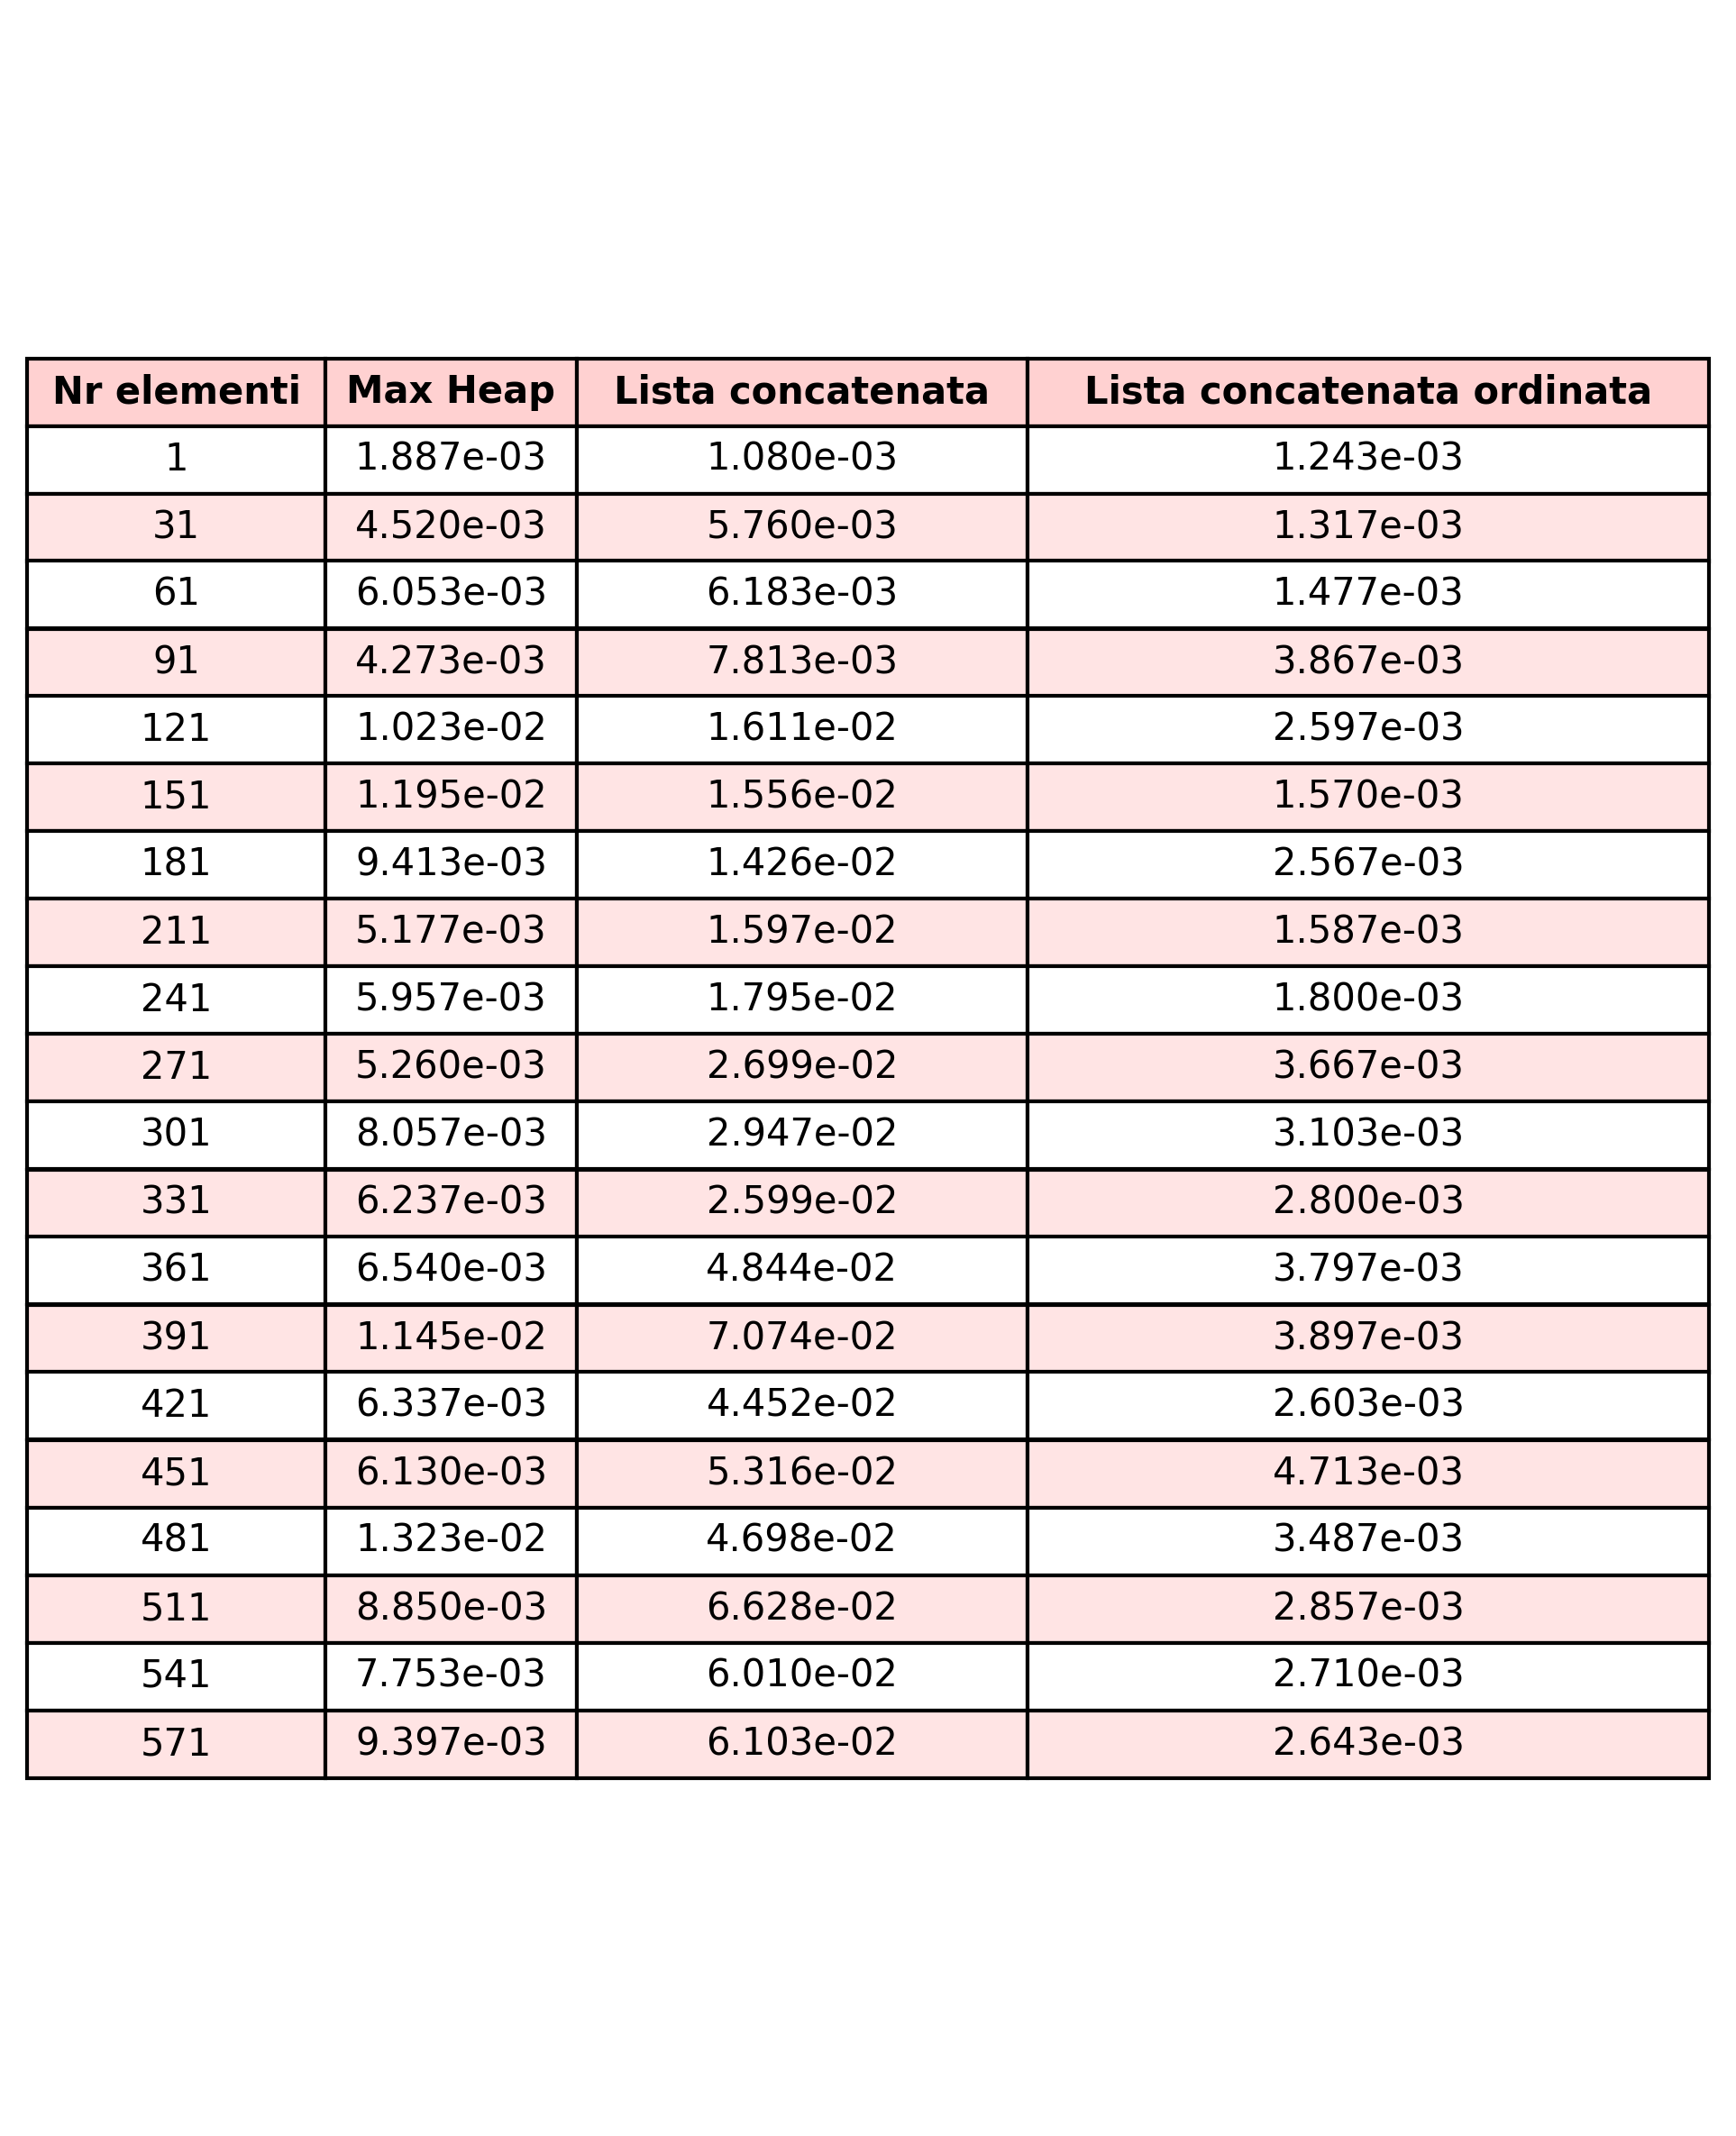 Nr elementi Max Heap Lista concatenata Lista concatenata ordinata
1 1.887e-03 1.080e-03 1.243e-03
31 4.520e-03 5.760e-03 1.317e-03
61 6.053e-03 6.183e-03 1.477e-03
91 4.273e-03 7.813e-03 3.867e-03
121 1.023e-02 1.611e-02 2.597e-03
151 1.195e-02 1.556e-02 1.570e-03
181 9.413e-03 1.426e-02 2.567e-03
211 5.177e-03 1.597e-02 1.587e-03
241 5.957e-03 1.795e-02 1.800e-03
271 5.260e-03 2.699e-02 3.667e-03
301 8.057e-03 2.947e-02 3.103e-03
331 6.237e-03 2.599e-02 2.800e-03
361 6.540e-03 4.844e-02 3.797e-03
391 1.145e-02 7.074e-02 3.897e-03
421 6.337e-03 4.452e-02 2.603e-03
451 6.130e-03 5.316e-02 4.713e-03
481 1.323e-02 4.698e-02 3.487e-03
511 8.850e-03 6.628e-02 2.857e-03
541 7.753e-03 6.010e-02 2.710e-03
571 9.397e-03 6.103e-02 2.643e-03